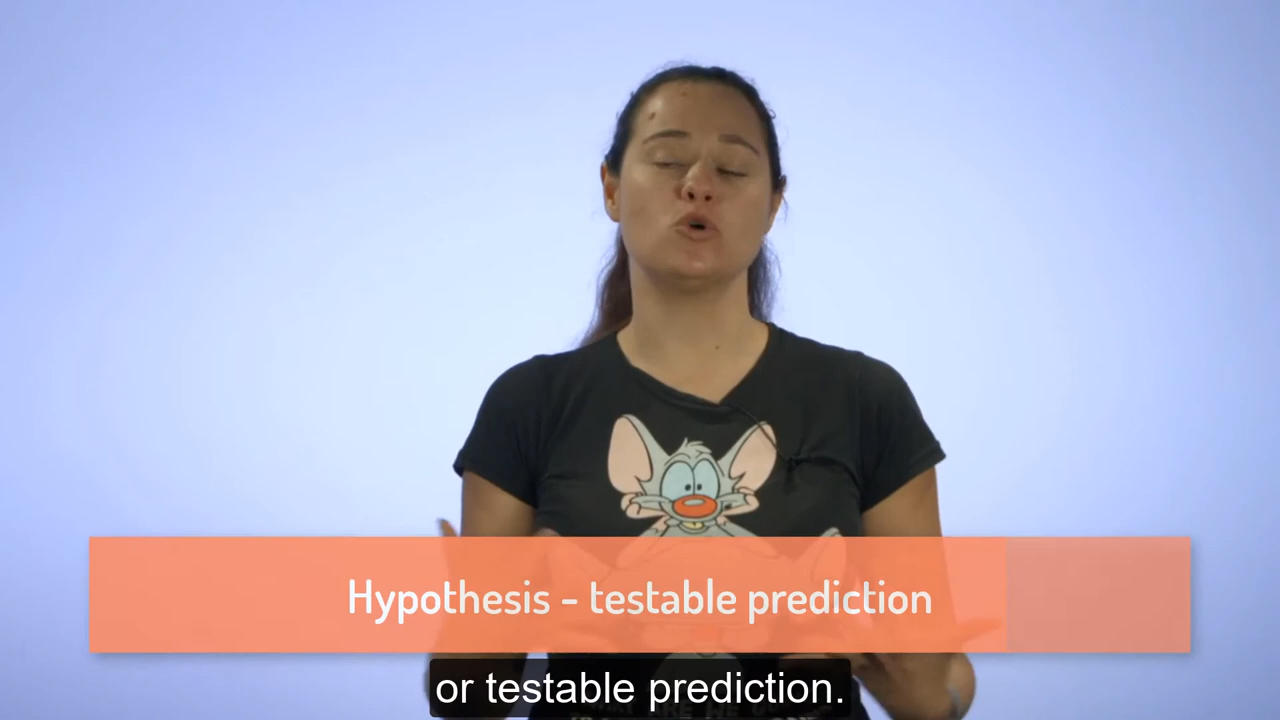 Hypothesis - testable prediction
or testable prediction.